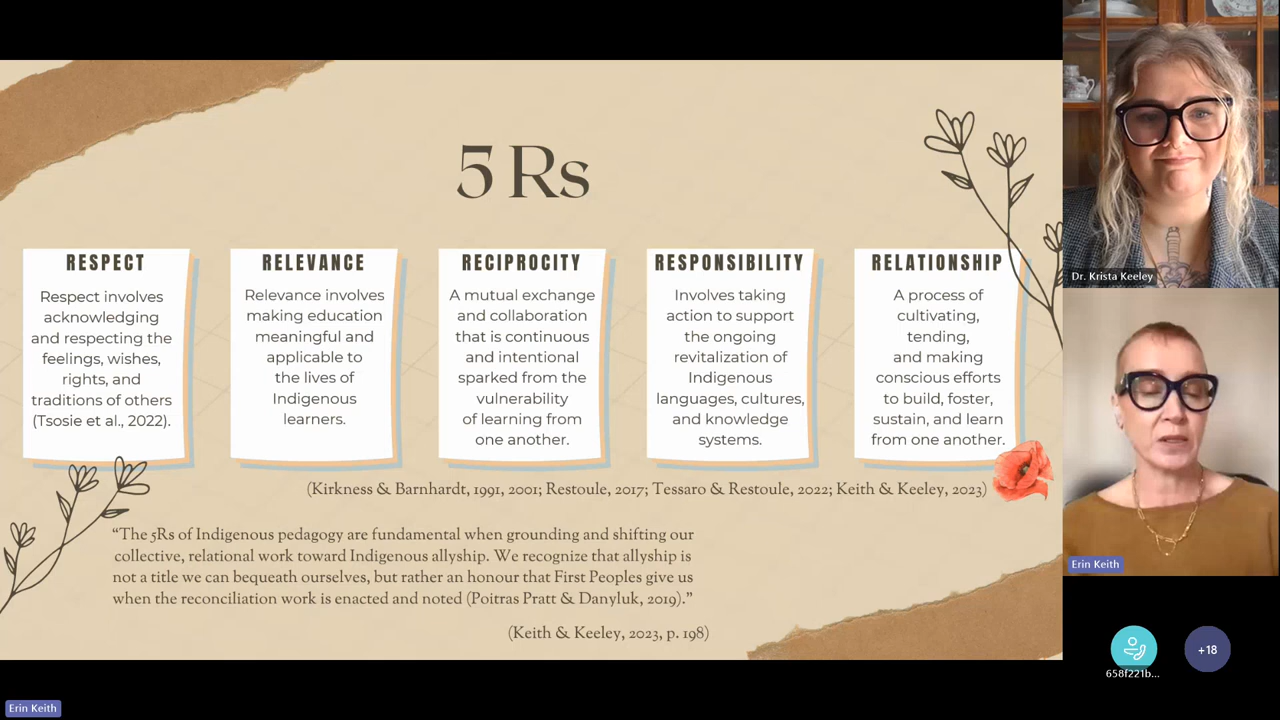 5 Rs
RESPECT
Respect involves
acknowledging
and respecting the
feelings, wishes,
rights, and
traditions of others
(Tsosie et al., 2022).
RELEVANCE
Relevance involves
making education
meaningful and
applicable to
the lives of
Indigenous
learners.
RECIPROCITY
A mutual exchange
and collaboration
that is continuous
and intentional
sparked from the
vulnerability
of learning from
one another.
RESPONSIBILITY
Involves taking
action to support
the ongoing
revitalization of
Indigenous
languages, cultures,
and knowledge
systems.
RELATIONSHIP
A process of
cultivating,
tending,
and making
conscious efforts
to build, foster,
sustain, and learn
from one another.
(Kirkness & Barnhardt, 1991, 2001; Restoule, 2017; Tessaro & Restoule, 2022; Keith & Keeley, 2023)
“The 5Rs of Indigenous pedagogy are fundamental when grounding and shifting our
collective, relational work toward Indigenous allyship. We recognize that allyship is
not a title we can bequeath ourselves, but rather an honour that First Peoples give us
when the reconciliation work is enacted and noted (Poitras Pratt & Danyluk, 2019).”
(Keith & Keeley, 2023, p. 198)
Dr. Krista Keeley
Erin Keith
658f221b...
+18
Erin Keith